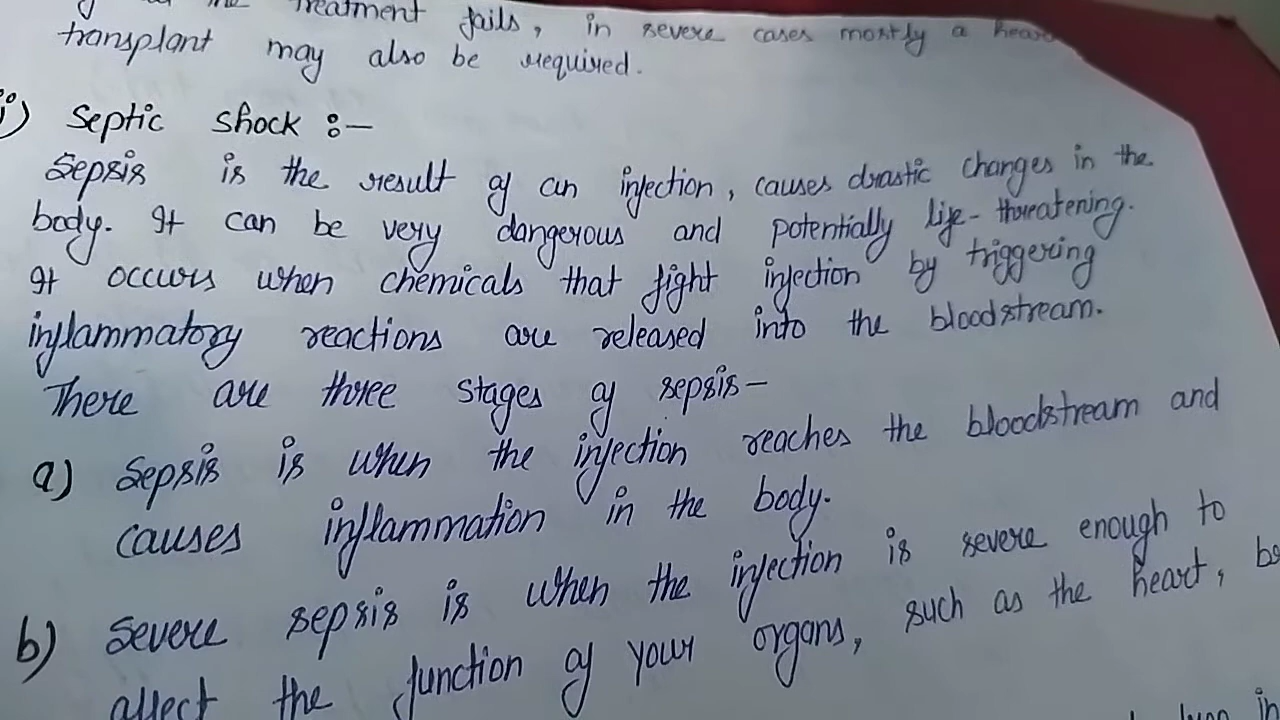 the Treatment fails, in severe cases mostly a
transplant may also be required.
i) Septic shock :-
Sepsis is the result of an infection, causes drastic changes in the
body. It can be very dangerous and potentially life-threatening.
It occurs when chemicals that fight infection by triggering
inflammatory reactions are released into the bloodstream.
There are three stages of sepsis-
a) Sepsis is when the infection reaches the bloodstream and
causes inflammation in the body.
b) Severe sepsis is when the infection is severe enough to
affect the function of your organs, such as the heart,
in